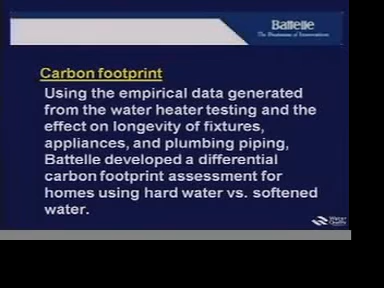 Battelle
The Business of Innovation
Carbon footprint
Using the empirical data generated
from the water heater testing and the
effect on longevity of fixtures,
appliances, and plumbing piping,
Battelle developed a differential
carbon footprint assessment for
homes using hard water vs. softened
water.
Water
Quality